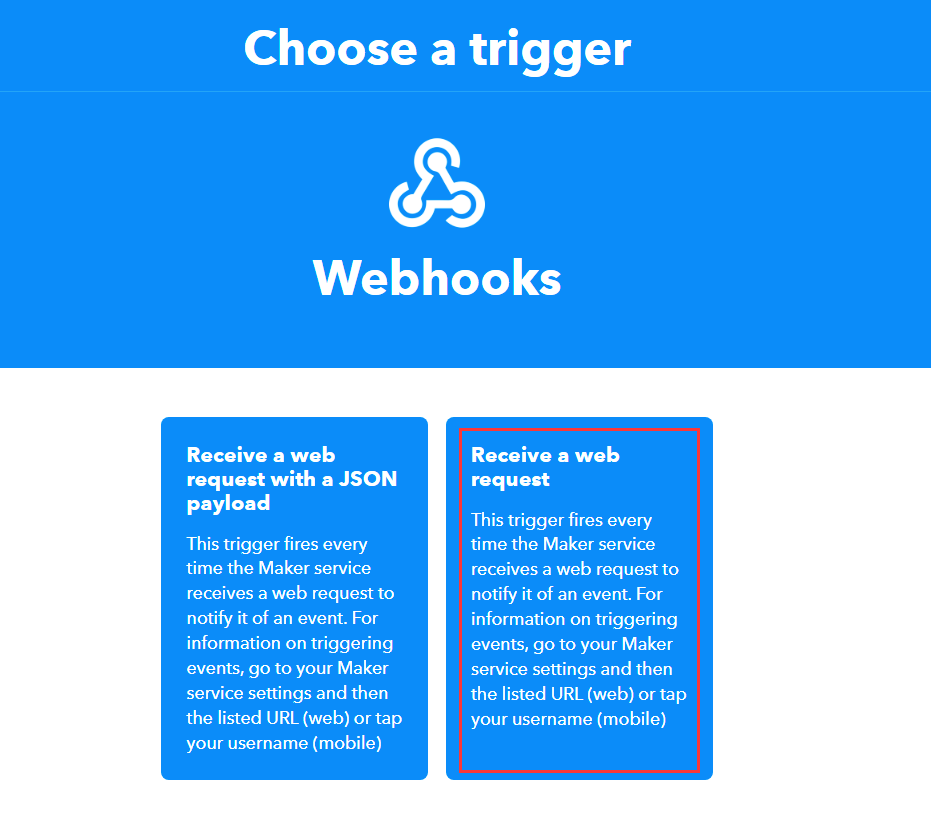 Choose a trigger
Webhooks
Receive a web
request with a JSON
payload
This trigger fires every
time the Maker service
receives a web request to
notify it of an event. For
information on triggering
events, go to your Maker
service settings and then
the listed URL (web) or tap
your username (mobile)
Receive a web
request
This trigger fires every
time the Maker service
receives a web request to
notify it of an event. For
information on triggering
events, go to your Maker
service settings and then
the listed URL (web) or tap
your username (mobile)